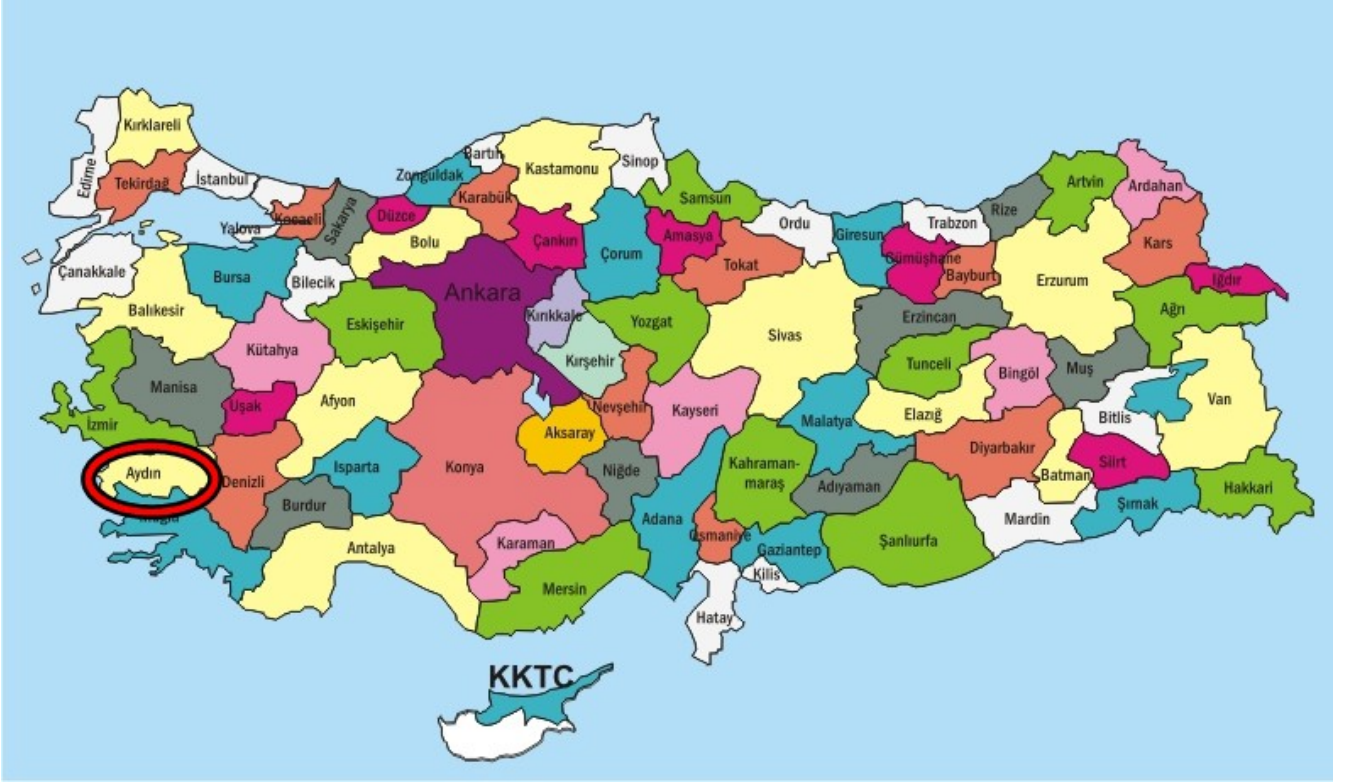 Kırklareli
Edirne
Tekirdağ
İstanbul
Yalova
Kocaeli
Sakarya
Düzce
Zonguldak
Bartın
Karabük
Kastamonu
Sinop
Samsun
Ordu
Giresun
Trabzon
Rize
Artvin
Ardahan
Çanakkale
Balıkesir
Bursa
Bilecik
Bolu
Çankırı
Çorum
Amasya
Tokat
Gümüşhane
Bayburt
Erzurum
Kars
Iğdır
Ağrı
Kütahya
Eskişehir
Ankara
Kırıkkale
Kırşehir
Yozgat
Sivas
Erzincan
Tunceli
Bingöl
Muş
Bitlis
Van
İzmir
Manisa
Uşak
Afyon
Konya
Aksaray
Nevşehir
Kayseri
Malatya
Elazığ
Diyarbakır
Batman
Siirt
Aydın
Denizli
Isparta
Burdur
Niğde
Kahraman-
maraş
Adıyaman
Mardin
Şırnak
Hakkari
Muğla
Antalya
Karaman
Mersin
Adana
Osmaniye
Gaziantep
Kilis
Şanlıurfa
Hatay
KKTC